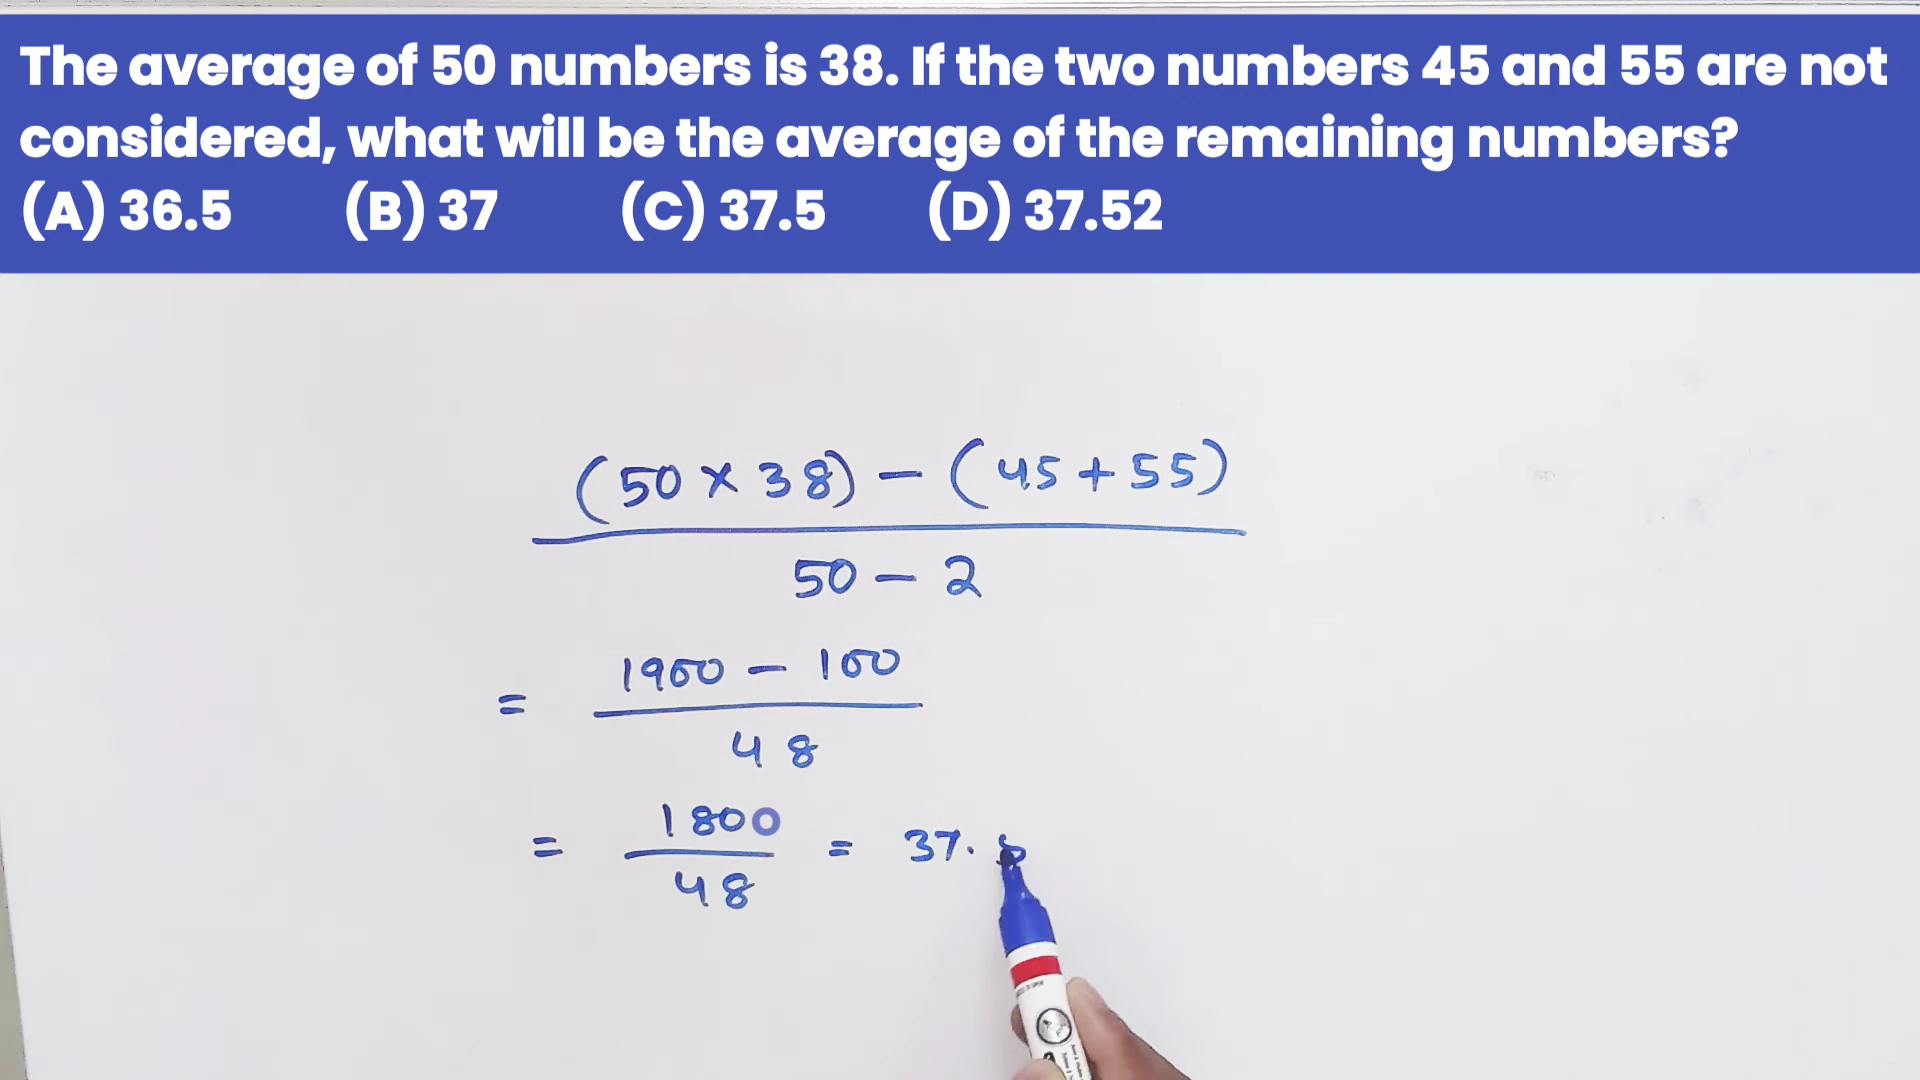 The average of 50 numbers is 38. If the two numbers 45 and 55 are not
considered, what will be the average of the remaining numbers?
(A) 36.5 (B) 37 (C) 37.5 (D) 37.52
(50 × 38) − (45 + 55)
50 − 2
= 1900 − 100
48
= 1800 = 37.
48